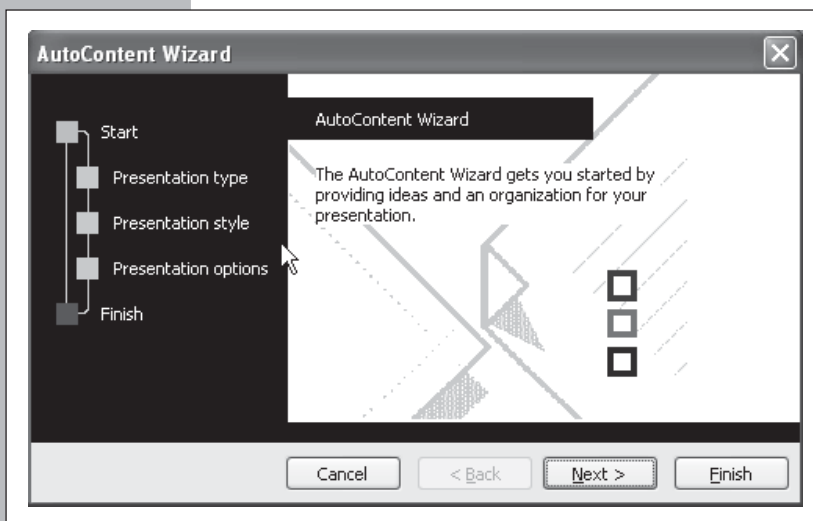 AutoContent Wizard
Start
Presentation type
Presentation style
Presentation options
Finish
AutoContent Wizard
The AutoContent Wizard gets you started by
providing ideas and an organization for your
presentation.
Cancel
< Back
Next >
Finish